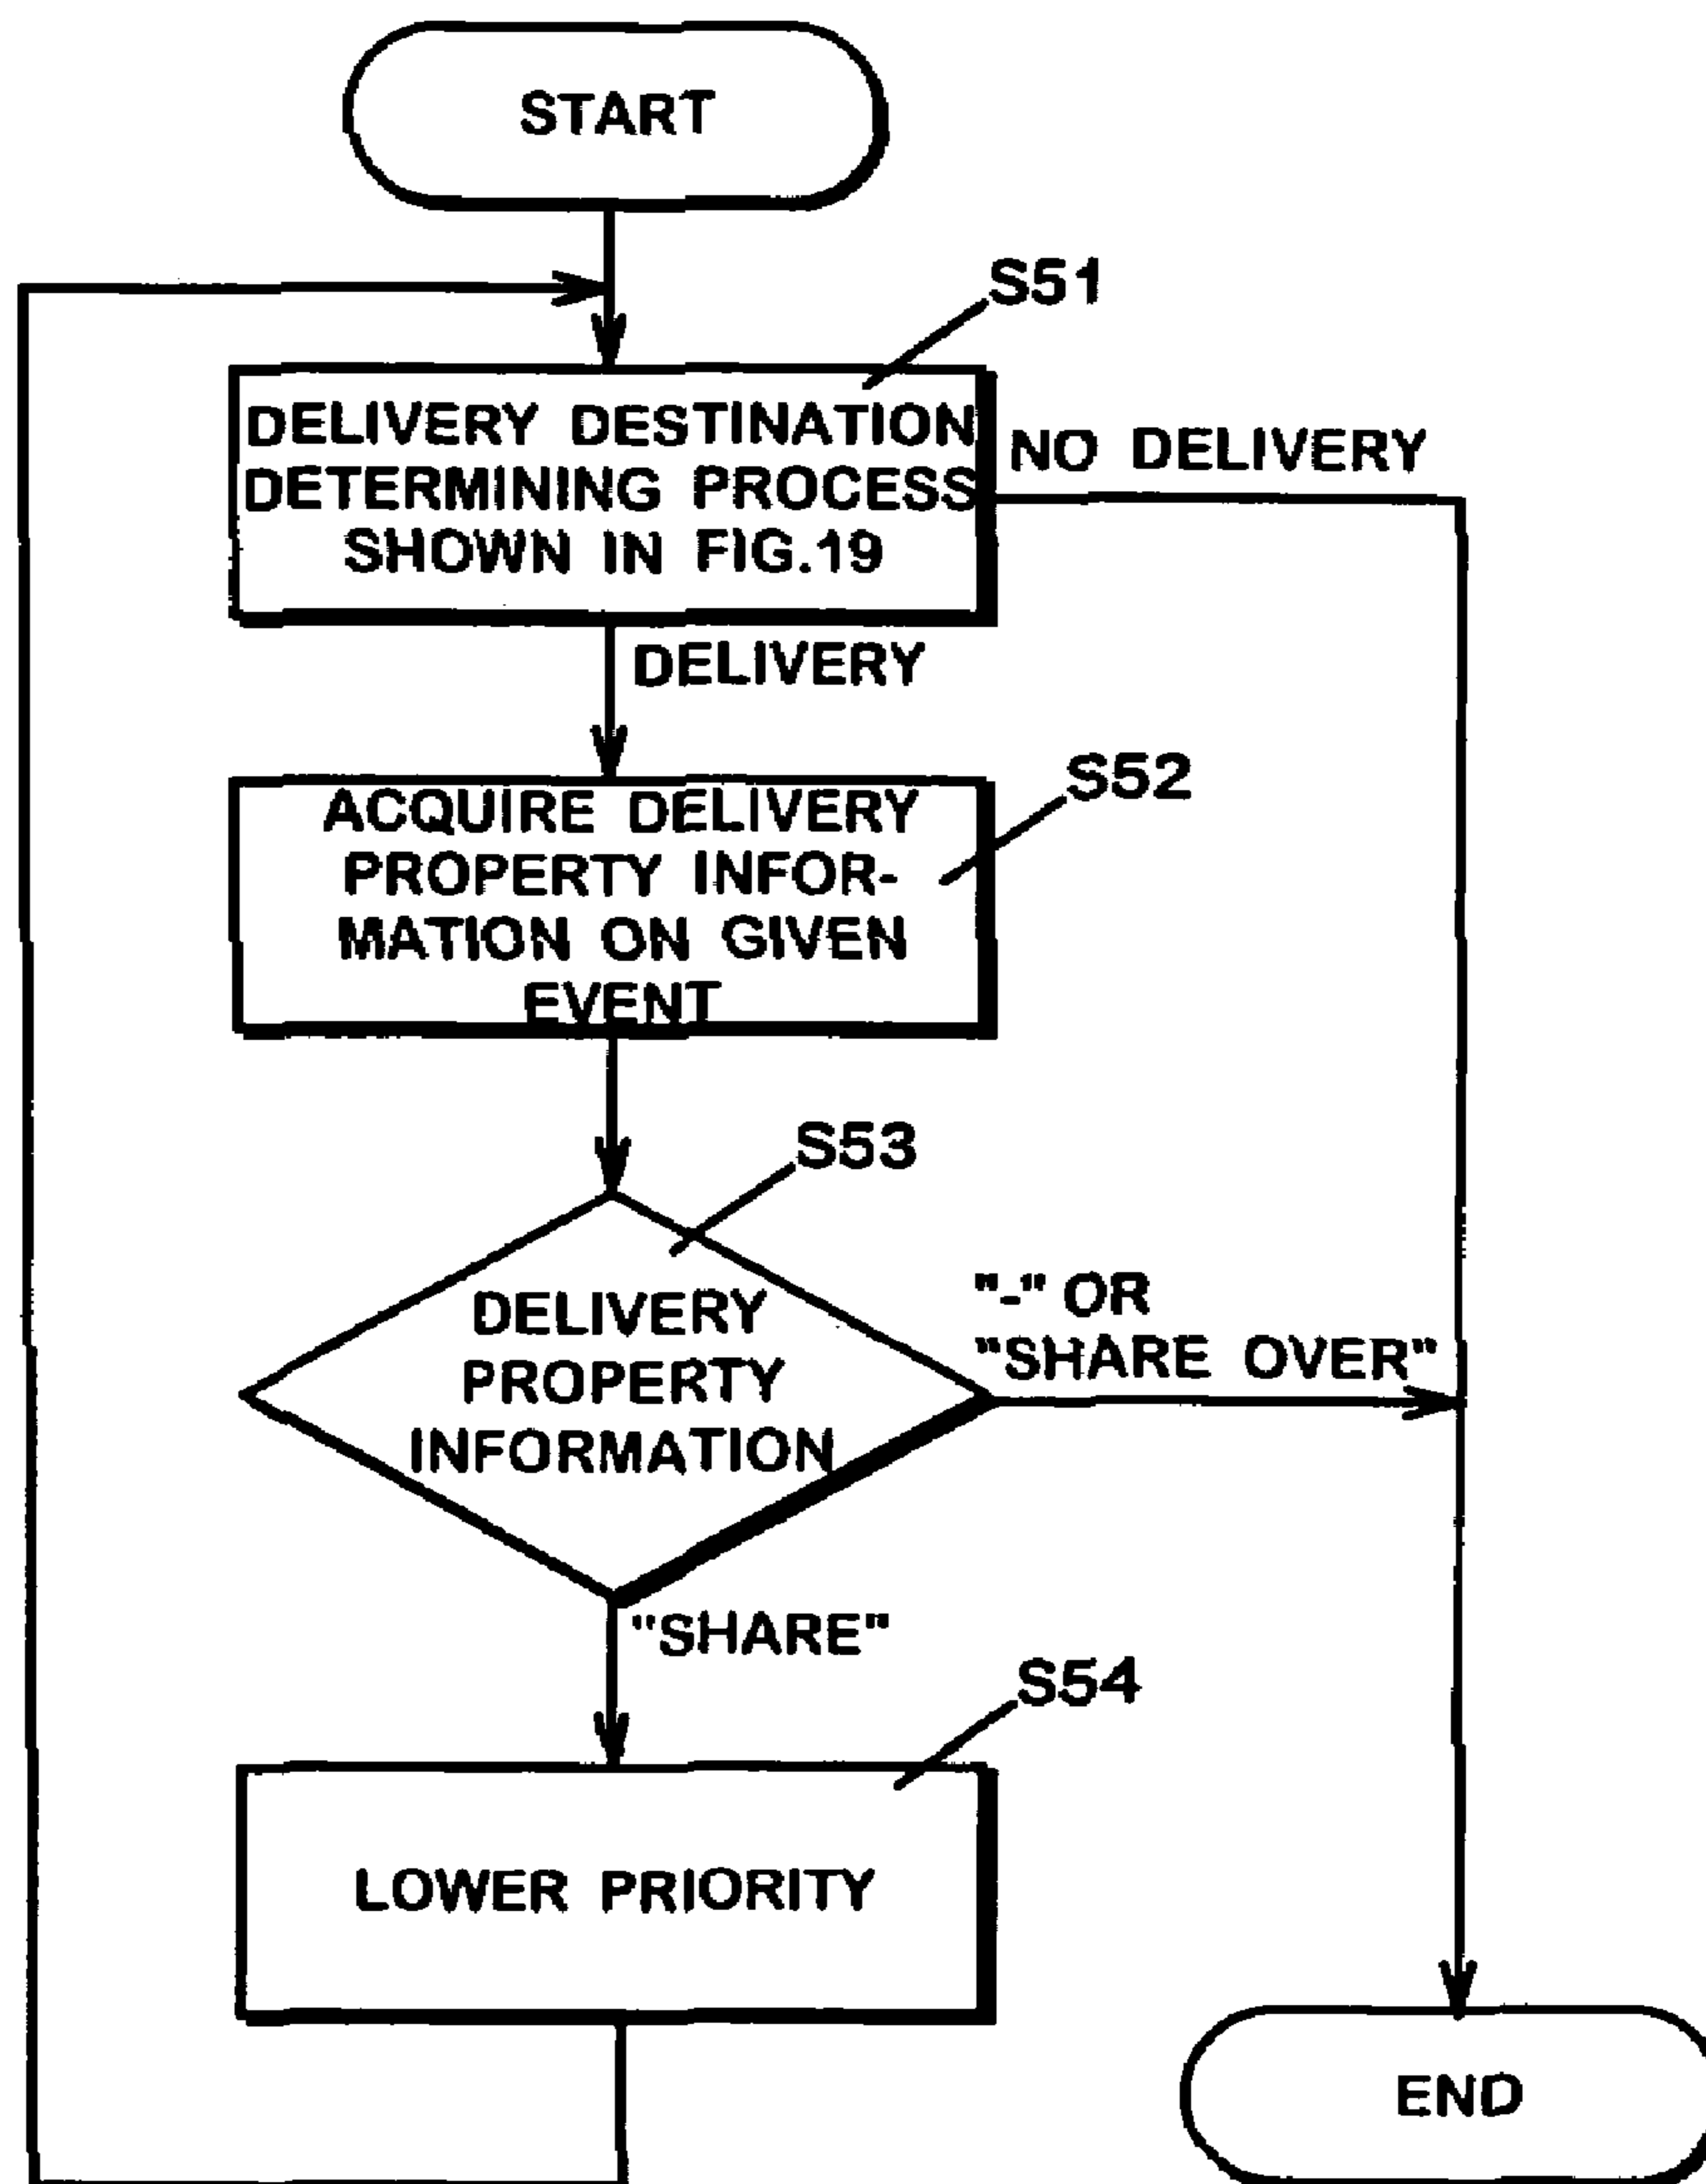 START
S51
DELIVERY DESTINATION
DETERMINING PROCESS
SHOWN IN FIG.19
NO DELIVERY
DELIVERY
S52
ACQUIRE DELIVERY
PROPERTY INFOR-
MATION ON GIVEN
EVENT
S53
DELIVERY
PROPERTY
INFORMATION
"-" OR
"SHARE OVER"
"SHARE"
S54
LOWER PRIORITY
END